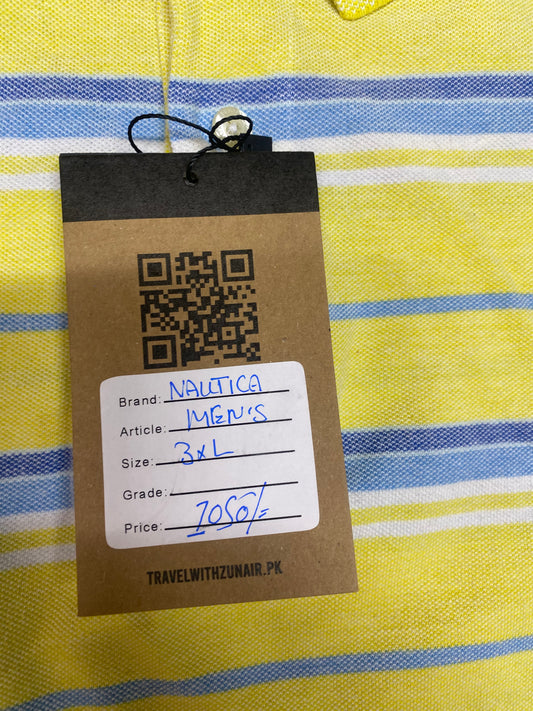 Brand: NAUTICA
Article: MEN'S
Size: 3XL
Grade:
Price: 1050/=
TRAVELWITHZUNAIR.PK